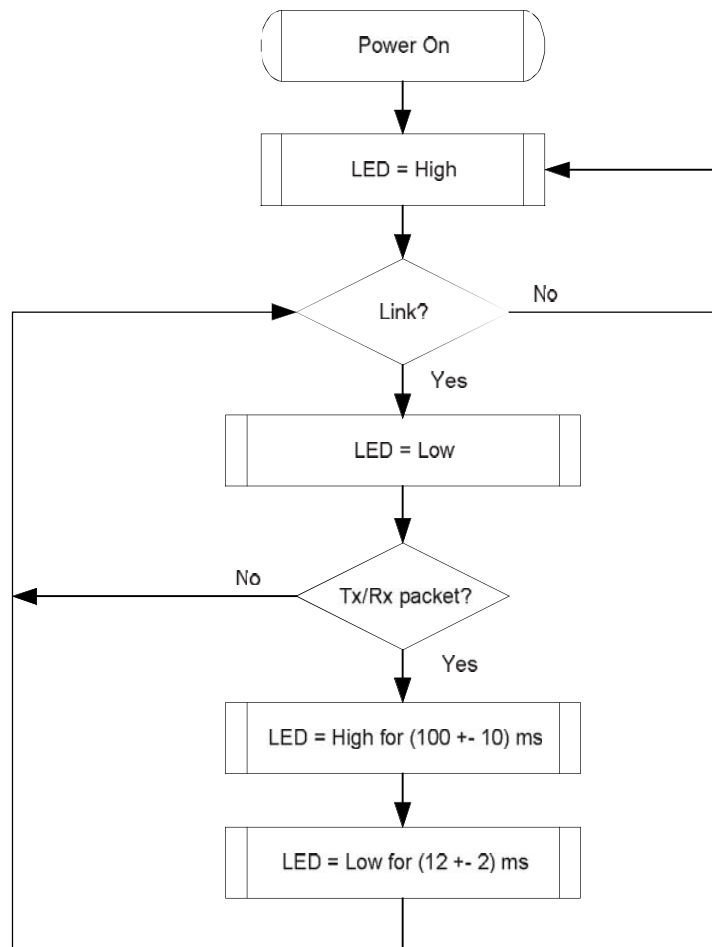 Power On
LED = High
Link?
No
Yes
LED = Low
No
Tx/Rx packet?
Yes
LED = High for (100 +- 10) ms
LED = Low for (12 +- 2) ms